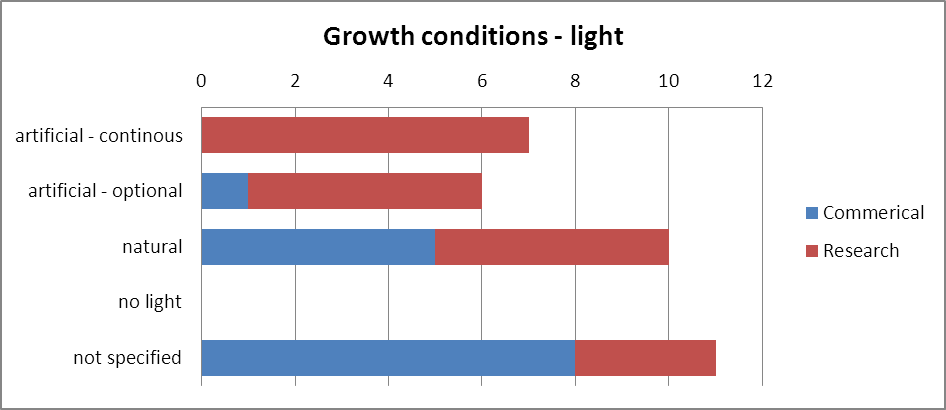 Growth conditions - light
0 2 4 6 8 10 12
artificial - continous
artificial - optional
natural
no light
not specified
Commerical
Research